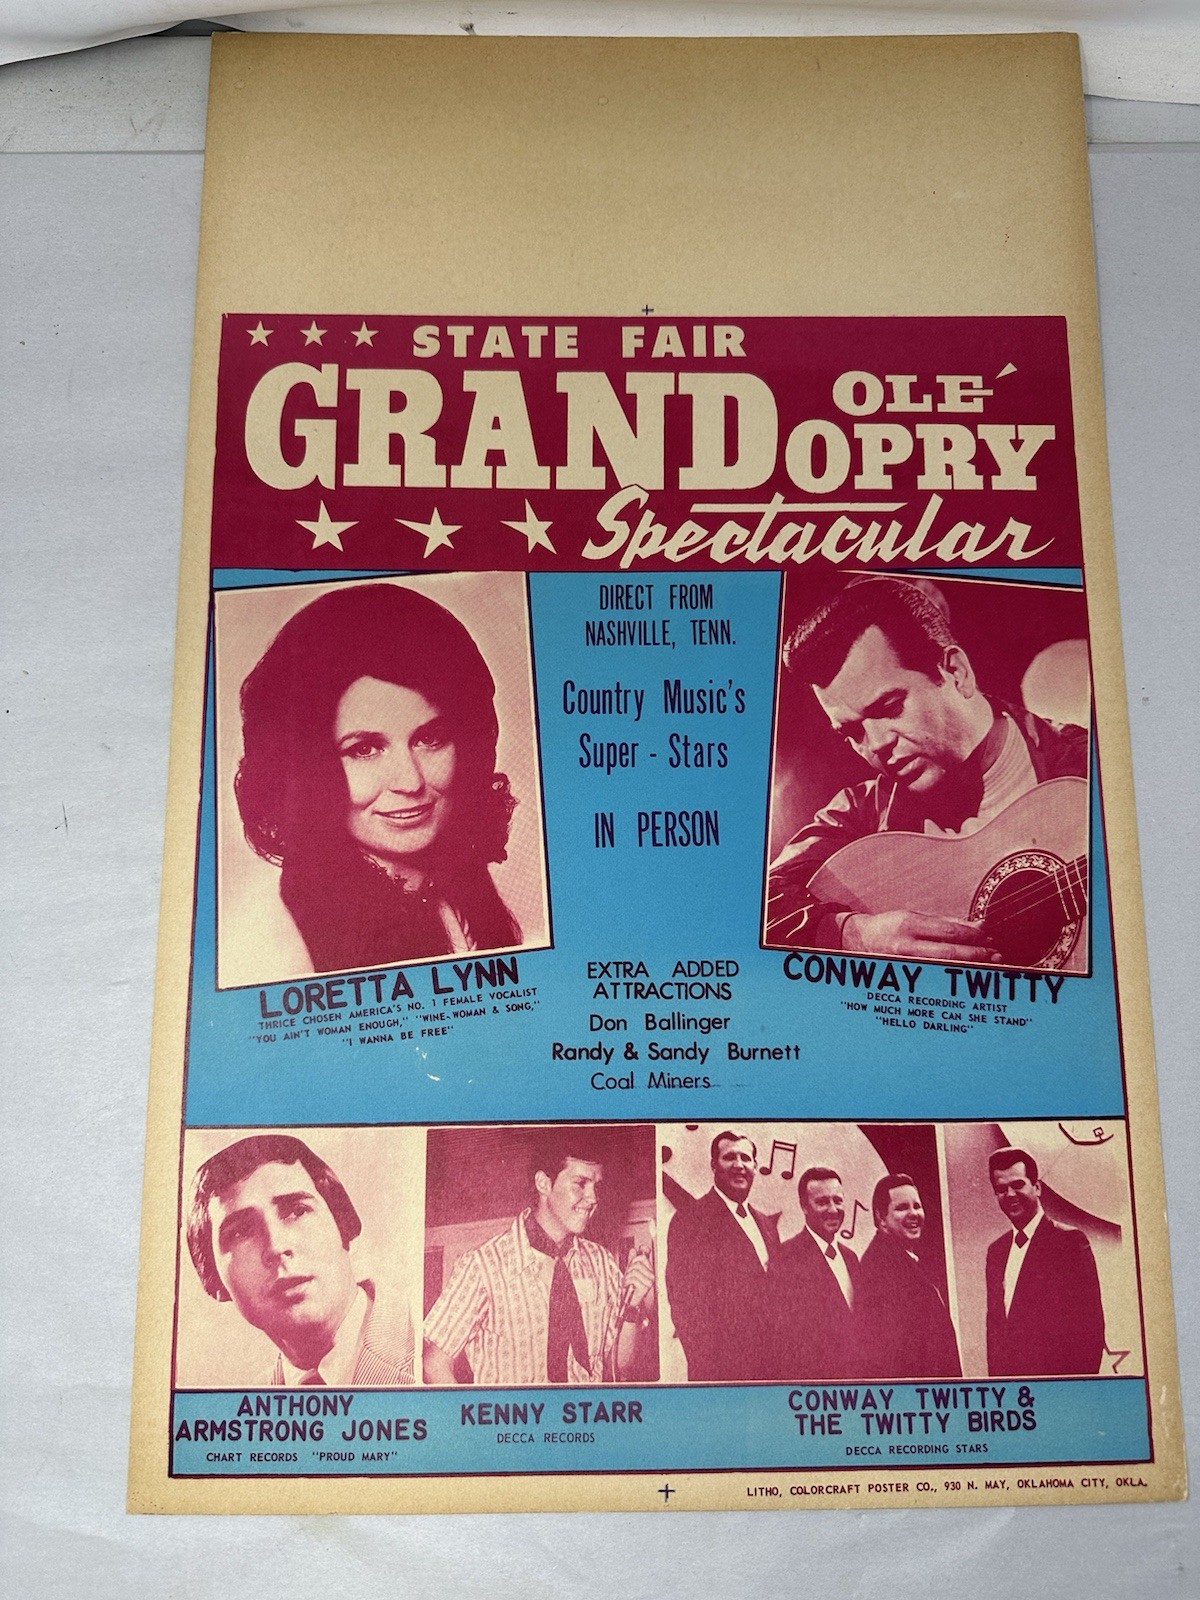 STATE FAIR
GRAND OLÉ OPRY
Spectacular
DIRECT FROM
NASHVILLE, TENN.
Country Music's
Super - Stars
IN PERSON
LORETTA LYNN
THRICE CHOSEN AMERICA'S NO. 1 FEMALE VOCALIST
"YOU AIN'T WOMAN ENOUGH," "WINE-WOMAN & SONG,"
"I WANNA BE FREE"
EXTRA ADDED
ATTRACTIONS
Don Ballinger
Randy & Sandy Burnett
Coal Miners
CONWAY TWITTY
DECCA RECORDING ARTIST
"HOW MUCH MORE CAN SHE STAND"
"HELLO DARLING"
ANTHONY
ARMSTRONG JONES
CHART RECORDS "PROUD MARY"
KENNY STARR
DECCA RECORDS
CONWAY TWITTY &
THE TWITTY BIRDS
DECCA RECORDING STARS
LITHO, COLORCRAFT POSTER CO., 930 N. MAY, OKLAHOMA CITY, OKLA.